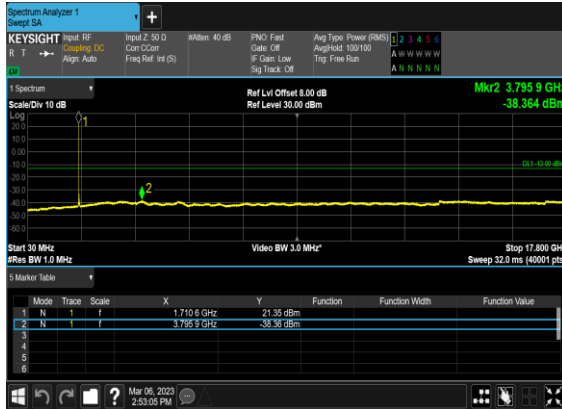 Spectrum Analyzer 1
Swept SA
KEYSIGHT
R T
LU
Input: RF
Coupling: DC
Align: Auto
Input Z: 50 Ω
Corr CCorr
Freq Ref: Int (S)
#Atten: 40 dB
PNO: Fast
Gate: Off
IF Gain: Low
Sig Track: Off
Avg Type: Power (RMS)
Avg|Hold: 100/100
Trig: Free Run
1 2 3 4 5 6
A W W W W W
A N N N N N
1 Spectrum
Scale/Div 10 dB
Ref Lvl Offset 8.00 dB
Ref Level 30.00 dBm
Mkr2 3.795 9 GHz
-38.364 dBm
Log
20.0
10.0
0.00
-10.0
-20.0
-30.0
-40.0
-50.0
-60.0
1
2
DL1 -13.00 dBm
Start 30 MHz
#Res BW 1.0 MHz
Video BW 3.0 MHz*
Stop 17.800 GHz
Sweep 32.0 ms (40001 pts)
5 Marker Table
Mode Trace Scale X Y Function Function Width Function Value
1 N 1 f 1.710 6 GHz 21.35 dBm
2 N 1 f 3.795 9 GHz -38.36 dBm
3
4
5
6
?
Mar 06, 2023
2:53:05 PM